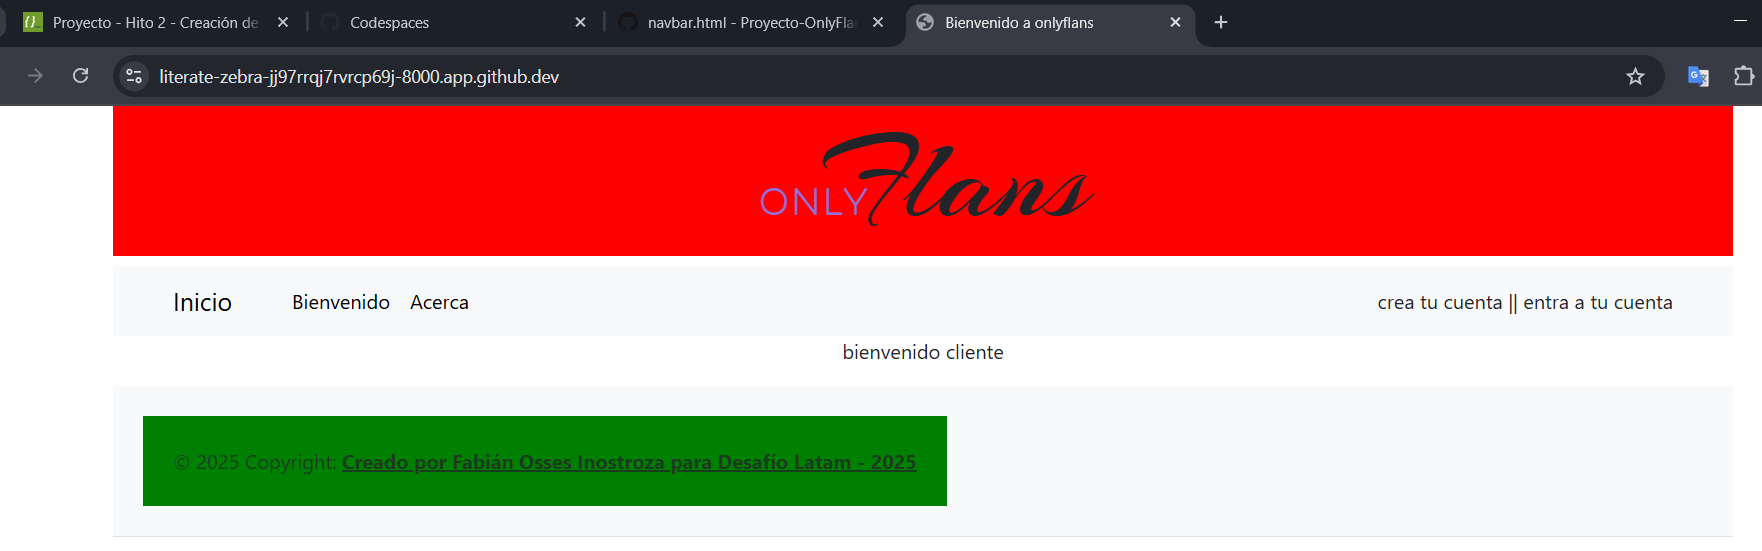 Proyecto - Hito 2 - Creación de
Codespaces
navbar.html - Proyecto-OnlyFla
Bienvenido a onlyflans
literate-zebra-jj97rrqj7rvrcp69j-8000.app.github.dev
ONLY Flans
Inicio Bienvenido Acerca crea tu cuenta || entra a tu cuenta
bienvenido cliente
© 2025 Copyright: Creado por Fabián Osses Inostroza para Desafío Latam - 2025